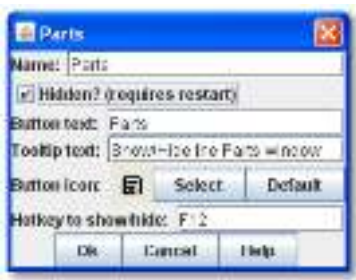 Parts
Name: Parts
Hidden? (requires restart)
Button text: Parts
Tooltip text: Show/Hide the Parts window
Button Icon: Select Default
Hotkey to show/hide: F12
Ok Cancel Help